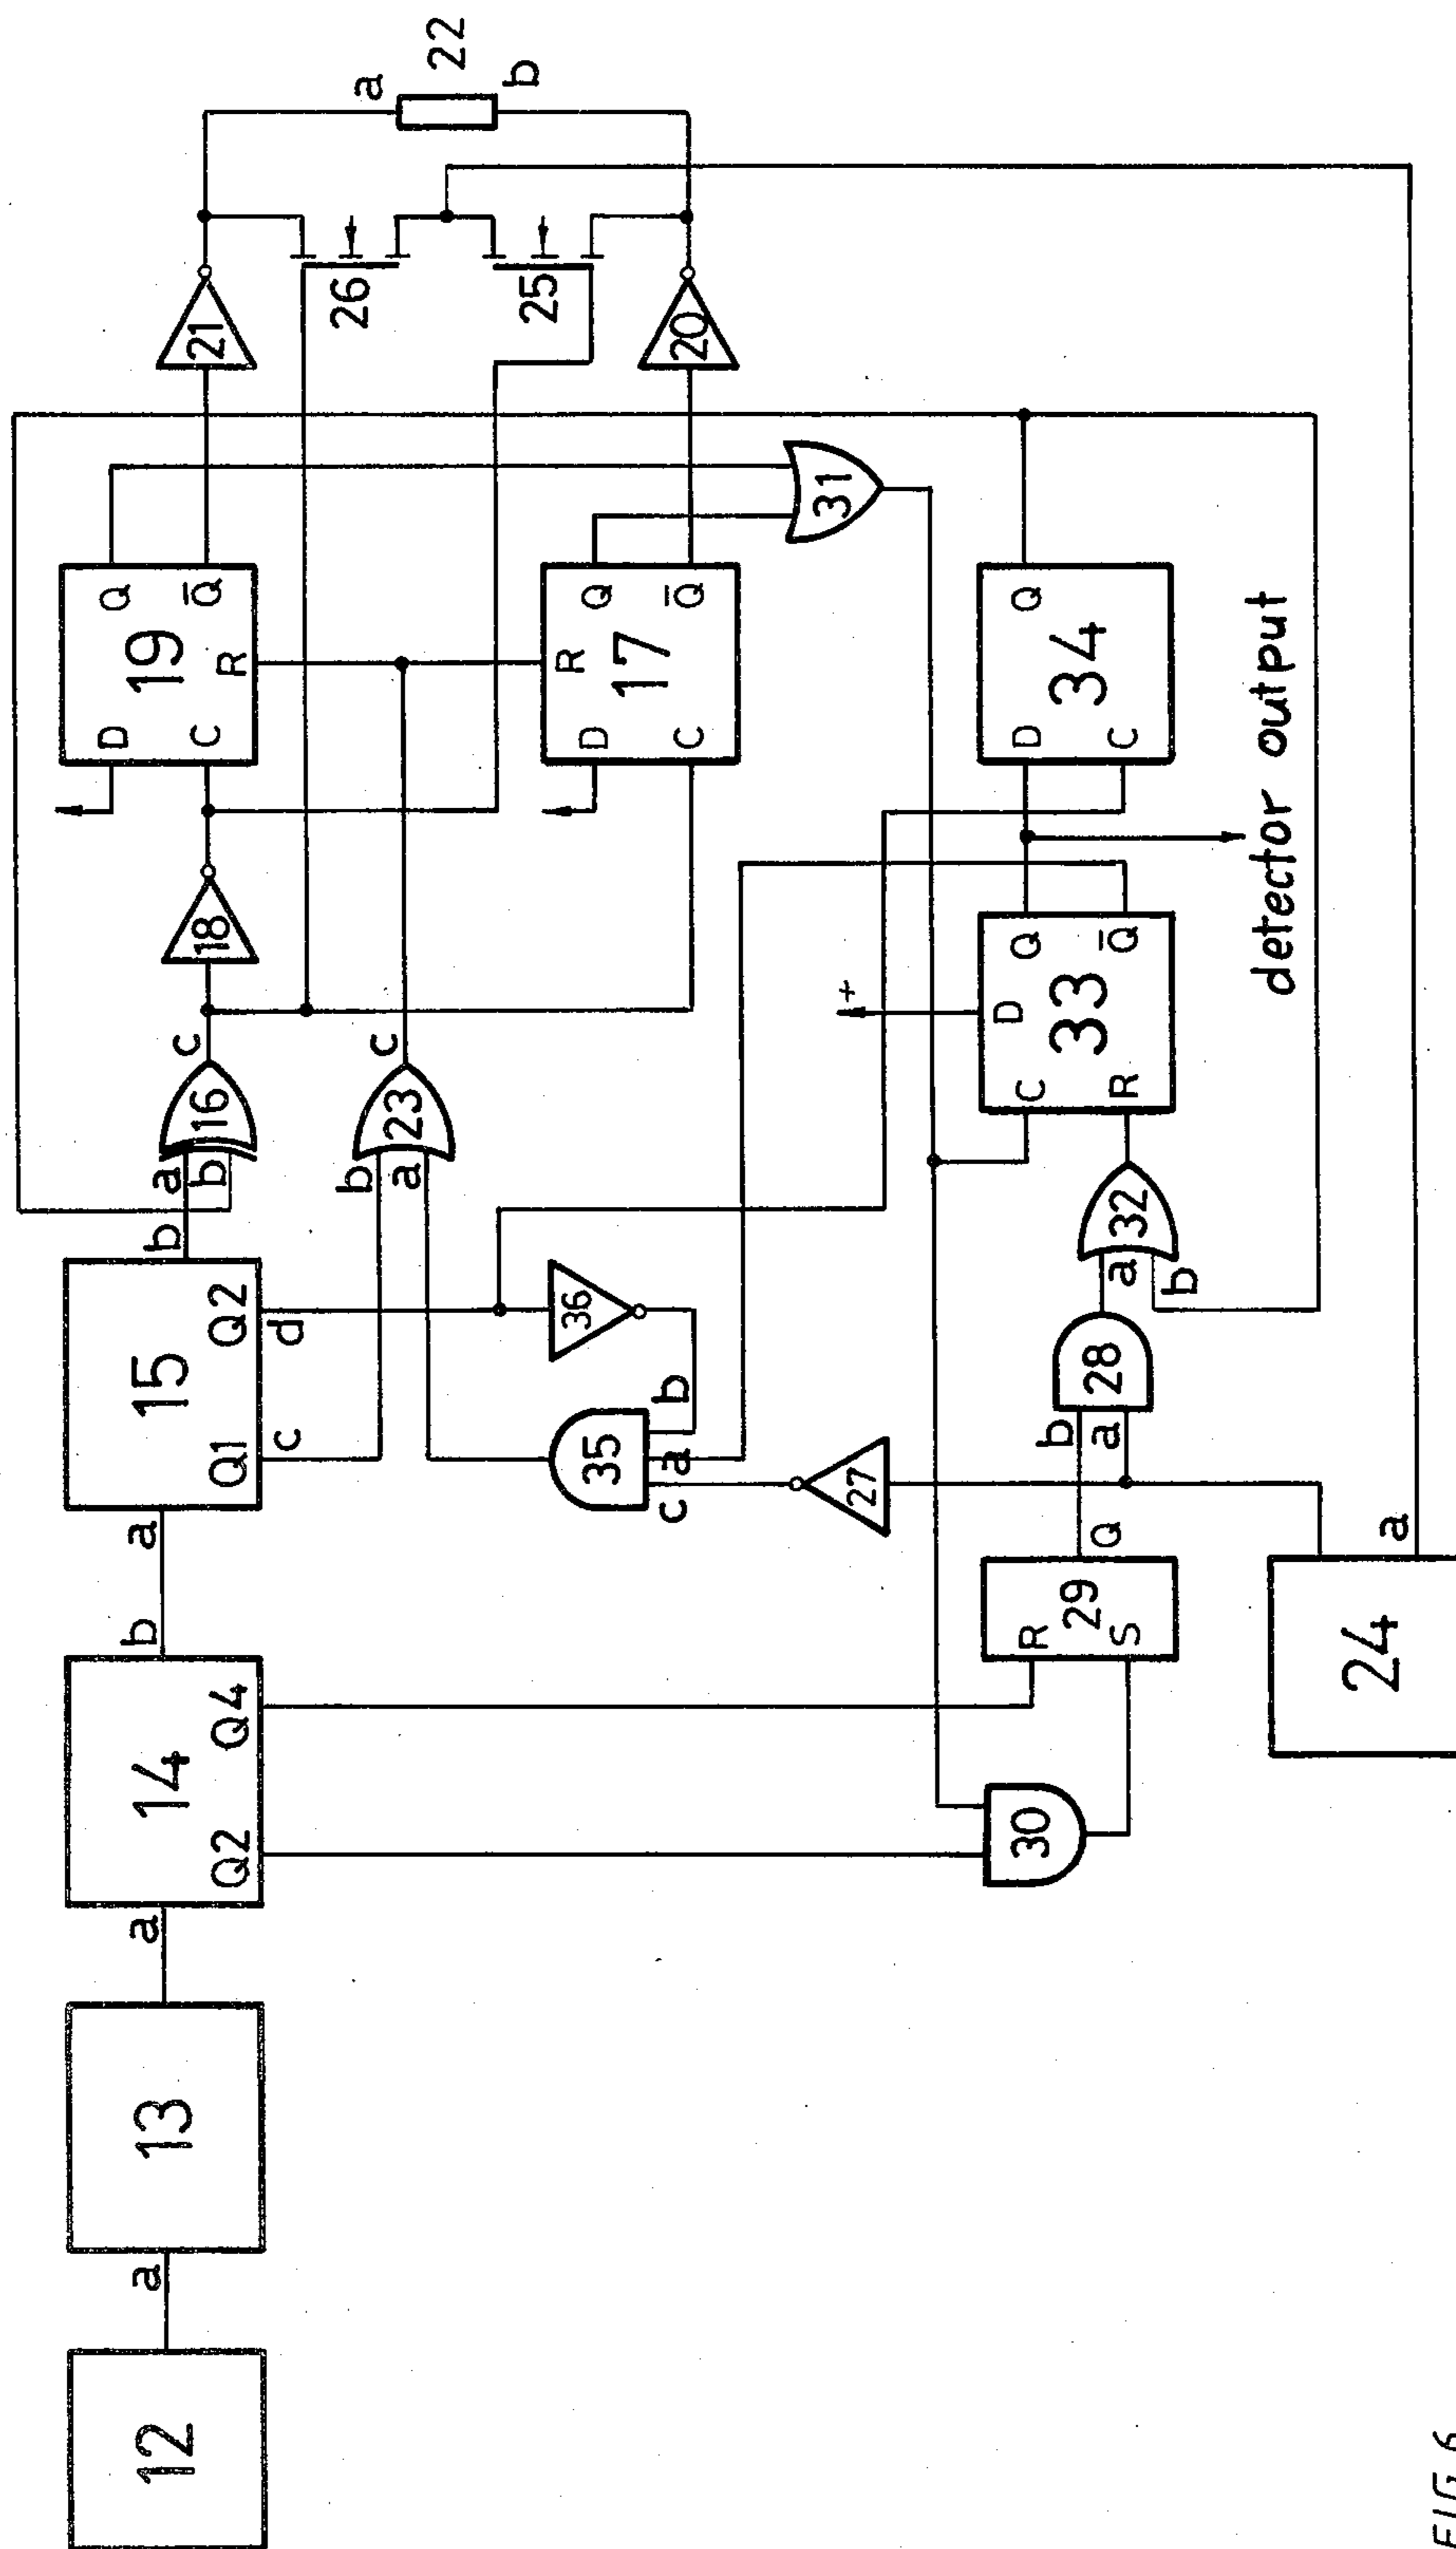 12
a
13
a
14
Q2
Q4
b
a
15
Q1
Q2
c
d
b
a
b
16
c
18
D
C
19
R
Q
Q̅
21
a
22
b
26
25
20
b
a
23
c
D
C
17
R
Q
Q̅
31
36
b
a
c
35
27
30
R
S
29
Q
b
a
28
a
b
32
C
R
33
D
+
Q
Q̅
D
C
34
Q
detector output
24
a
FIG.6